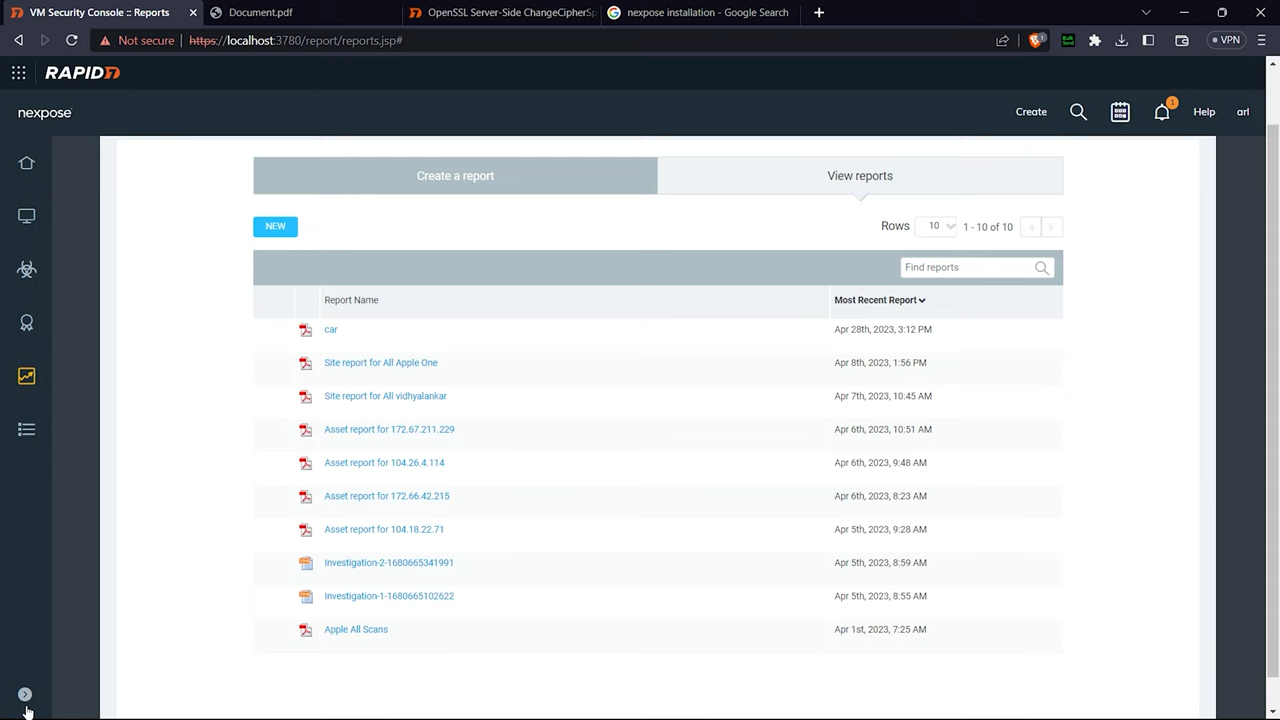 VM Security Console :: Reports
Document.pdf
OpenSSL Server-Side ChangeCipherSp
nexpose installation - Google Search
Not secure
https://localhost:3780/report/reports.jsp#
1
Bulk
Send
VPN
RAPID7
nexpose
Create
1
Help
arl
Create a report
View reports
NEW
Rows
10
1 - 10 of 10
Find reports
Report Name
Most Recent Report
car
Apr 28th, 2023, 3:12 PM
Site report for All Apple One
Apr 8th, 2023, 1:56 PM
Site report for All vidhyalankar
Apr 7th, 2023, 10:45 AM
Asset report for 172.67.211.229
Apr 6th, 2023, 10:51 AM
Asset report for 104.26.4.114
Apr 6th, 2023, 9:48 AM
Asset report for 172.66.42.215
Apr 6th, 2023, 8:23 AM
Asset report for 104.18.22.71
Apr 5th, 2023, 9:28 AM
Investigation-2-1680665341991
Apr 5th, 2023, 8:59 AM
Investigation-1-1680665102622
Apr 5th, 2023, 8:55 AM
Apple All Scans
Apr 1st, 2023, 7:25 AM